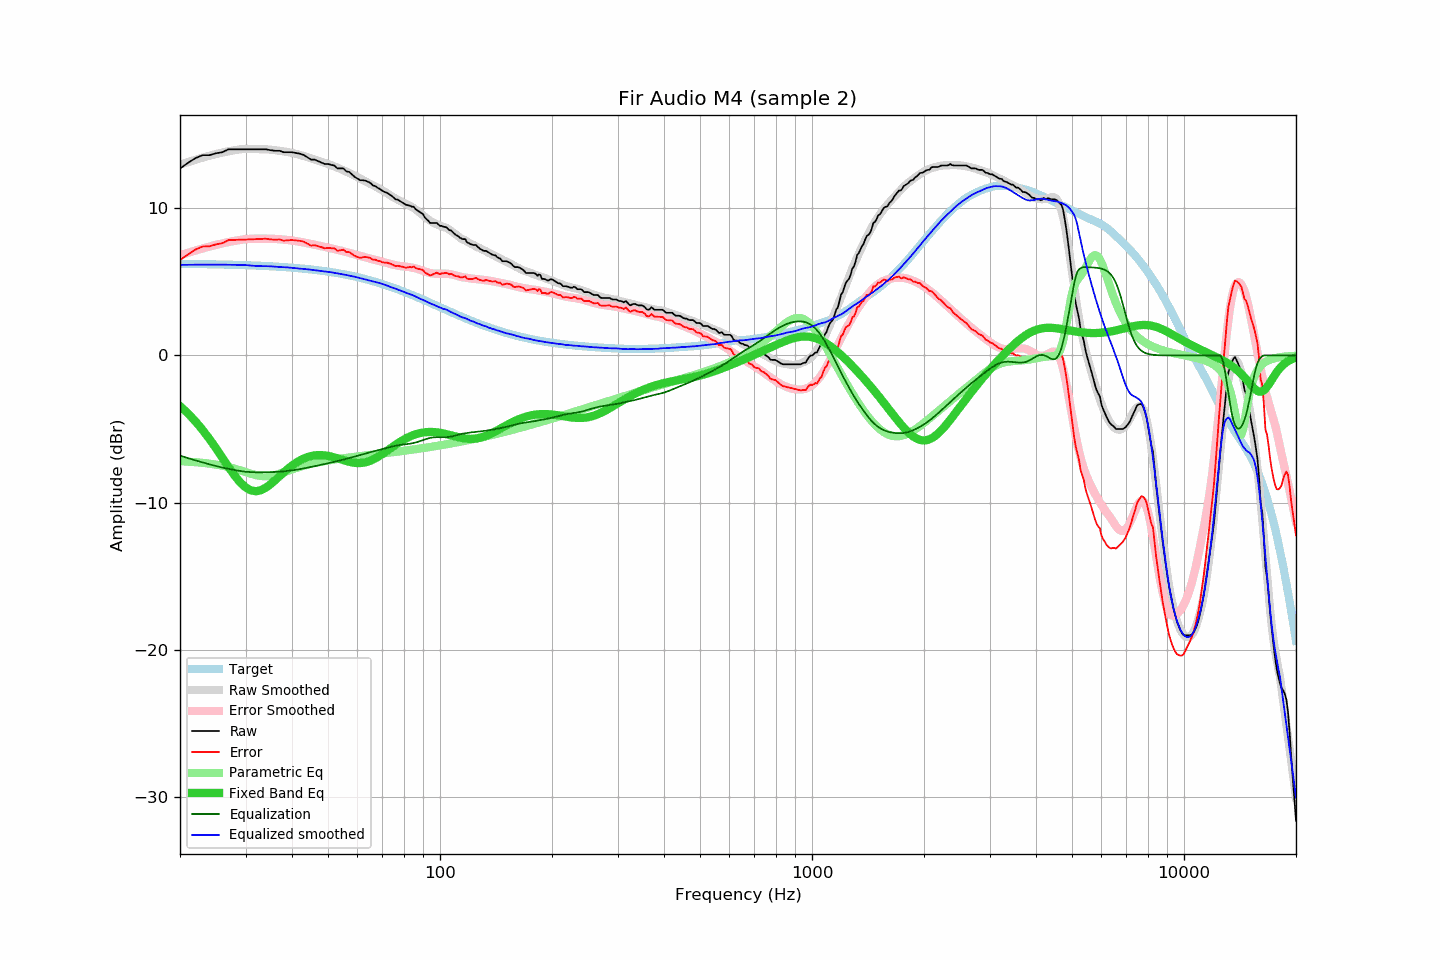 Fir Audio M4 (sample 2)
Amplitude (dBr)
10
0
−10
−20
−30
Target
Raw Smoothed
Error Smoothed
Raw
Error
Parametric Eq
Fixed Band Eq
Equalization
Equalized smoothed
100
1000
10000
Frequency (Hz)